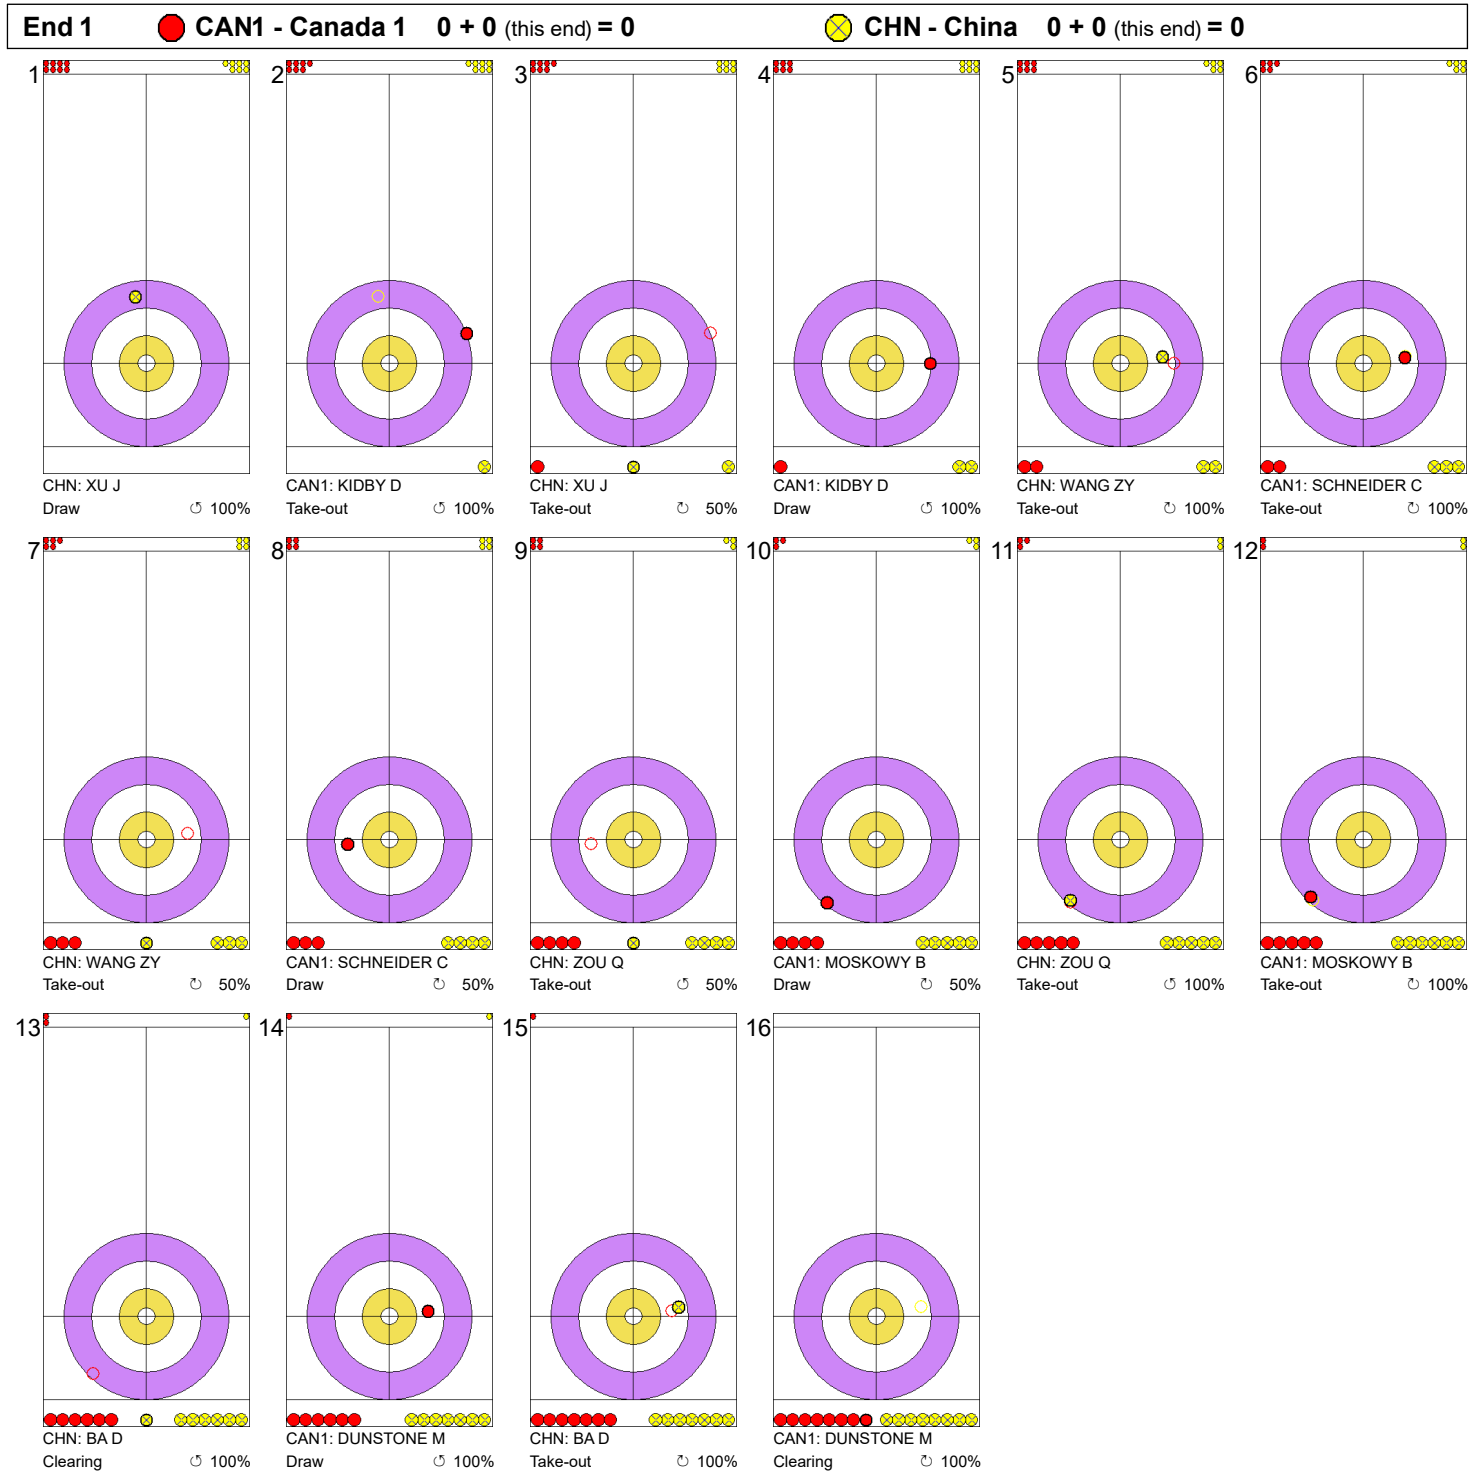 End 1 CAN1 - Canada 1 0 + 0 (this end) = 0 CHN - China 0 + 0 (this end) = 0
1 2 3 4 5 6
CHN: XU J CAN1: KIDBY D CHN: XU J CAN1: KIDBY D CHN: WANG ZY CAN1: SCHNEIDER C
Draw ↺ 100% Take-out ↺ 100% Take-out ↻ 50% Draw ↺ 100% Take-out ↻ 100% Take-out ↻ 100%
7 8 9 10 11 12
CHN: WANG ZY CAN1: SCHNEIDER C CHN: ZOU Q CAN1: MOSKOWY B CHN: ZOU Q CAN1: MOSKOWY B
Take-out ↻ 50% Draw ↻ 50% Take-out ↺ 50% Draw ↻ 50% Take-out ↺ 100% Take-out ↺ 100%
13 14 15 16
CHN: BA D CAN1: DUNSTONE M CHN: BA D CAN1: DUNSTONE M
Clearing ↺ 100% Draw ↺ 100% Take-out ↻ 100% Clearing ↻ 100%